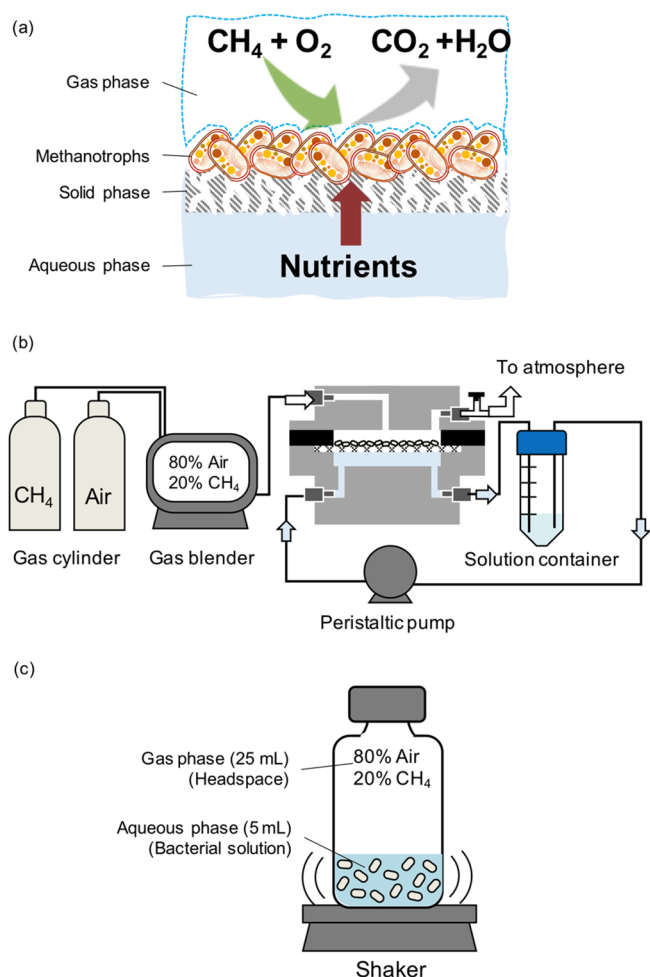 (a)
CH₄ + O₂
CO₂ +H₂O
Gas phase
Methanotrophs
Solid phase
Aqueous phase
Nutrients
(b)
To atmosphere
80% Air
20% CH₄
CH₄
Air
Gas cylinder
Gas blender
Solution container
Peristaltic pump
(c)
Gas phase (25 mL)
(Headspace)
80% Air
20% CH₄
Aqueous phase (5 mL)
(Bacterial solution)
Shaker